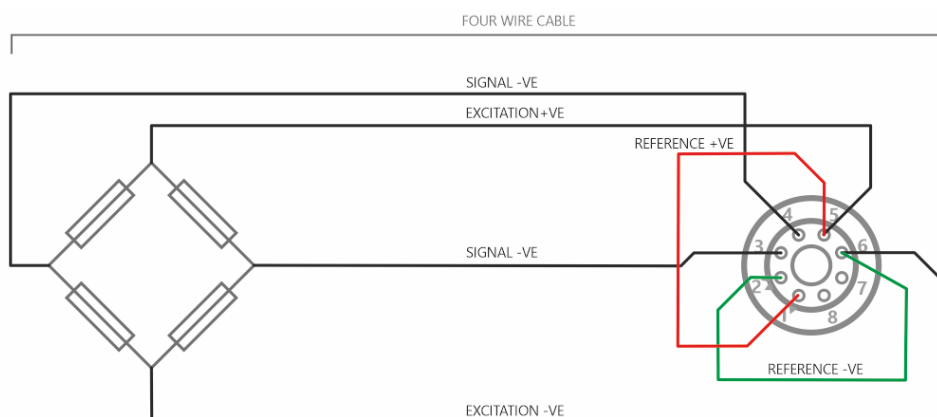 FOUR WIRE CABLE
SIGNAL -VE
EXCITATION+VE
REFERENCE +VE
4 5
SIGNAL -VE
3 6
2 7
1 8
REFERENCE -VE
EXCITATION -VE